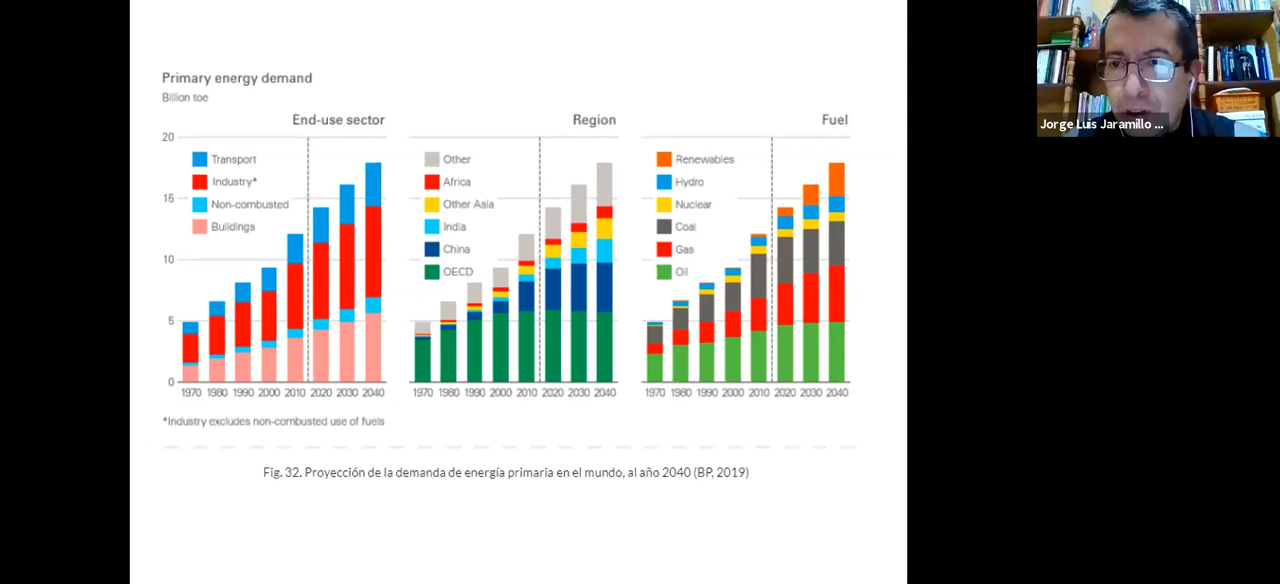 Primary energy demand
Billion toe
End-use sector
20
15
10
5
0
Transport
Industry*
Non-combusted
Buildings
1970 1980 1990 2000 2010 2020 2030 2040
Region
Other
Africa
Other Asia
India
China
OECD
1970 1980 1990 2000 2010 2020 2030 2040
Fuel
Renewables
Hydro
Nuclear
Coal
Gas
Oil
1970 1980 1990 2000 2010 2020 2030 2040
*Industry excludes non-combusted use of fuels
Fig. 32. Proyección de la demanda de energía primaria en el mundo, al año 2040 (BP, 2019)
Jorge Luis Jaramillo ...